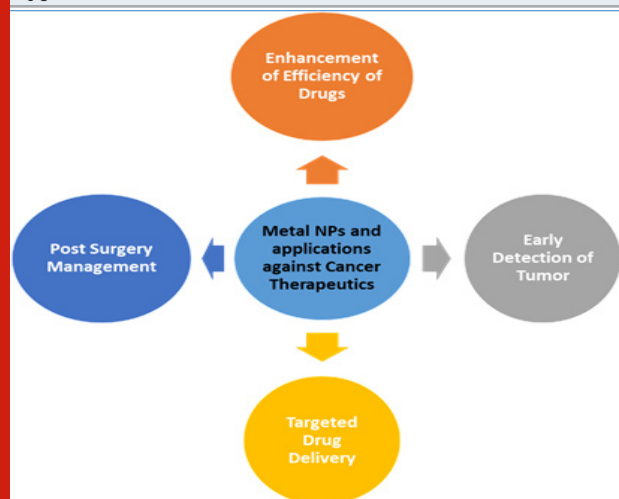 Enhancement
of Efficiency of
Drugs
Post Surgery
Management
Metal NPs and
applications
against Cancer
Therapeutics
Early
Detection of
Tumor
Targeted
Drug
Delivery